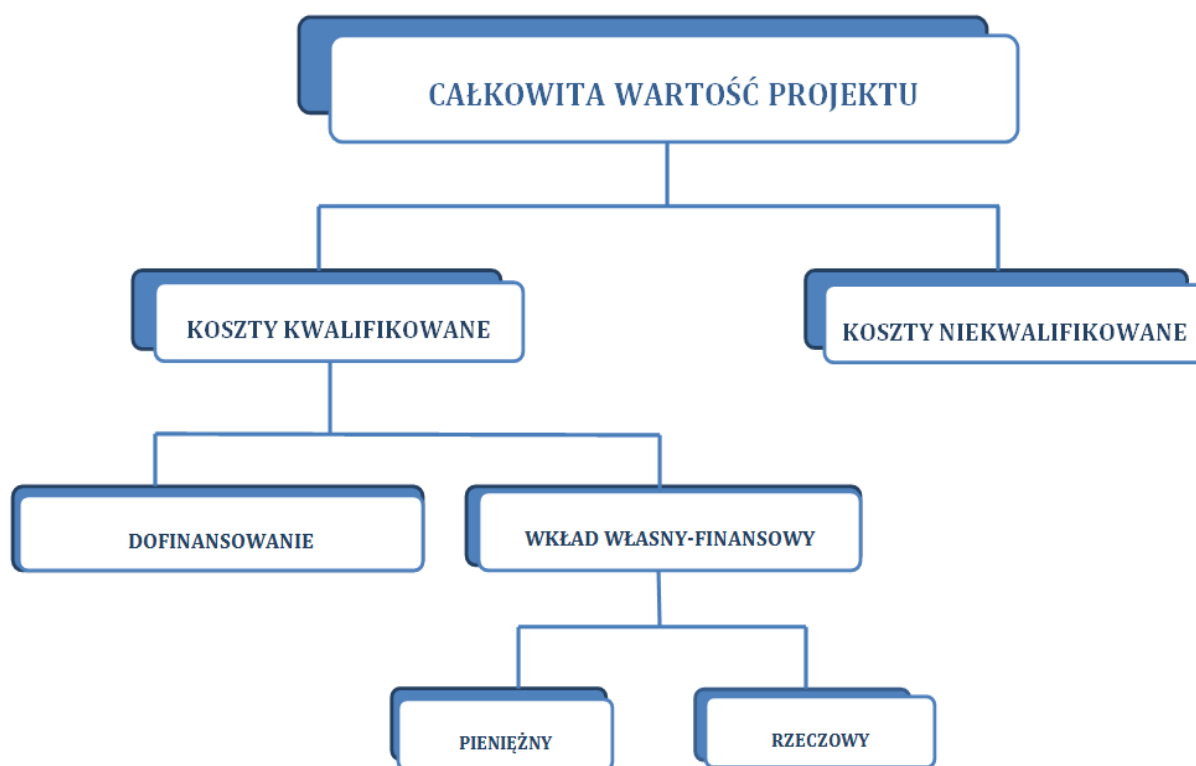 CAŁKOWITA WARTOŚĆ PROJEKTU
KOSZTY KWALIFIKOWANE
KOSZTY NIEKWALIFIKOWANE
DOFINANSOWANIE
WKŁAD WŁASNY-FINANSOWY
PIENIĘŻNY
RZECZOWY